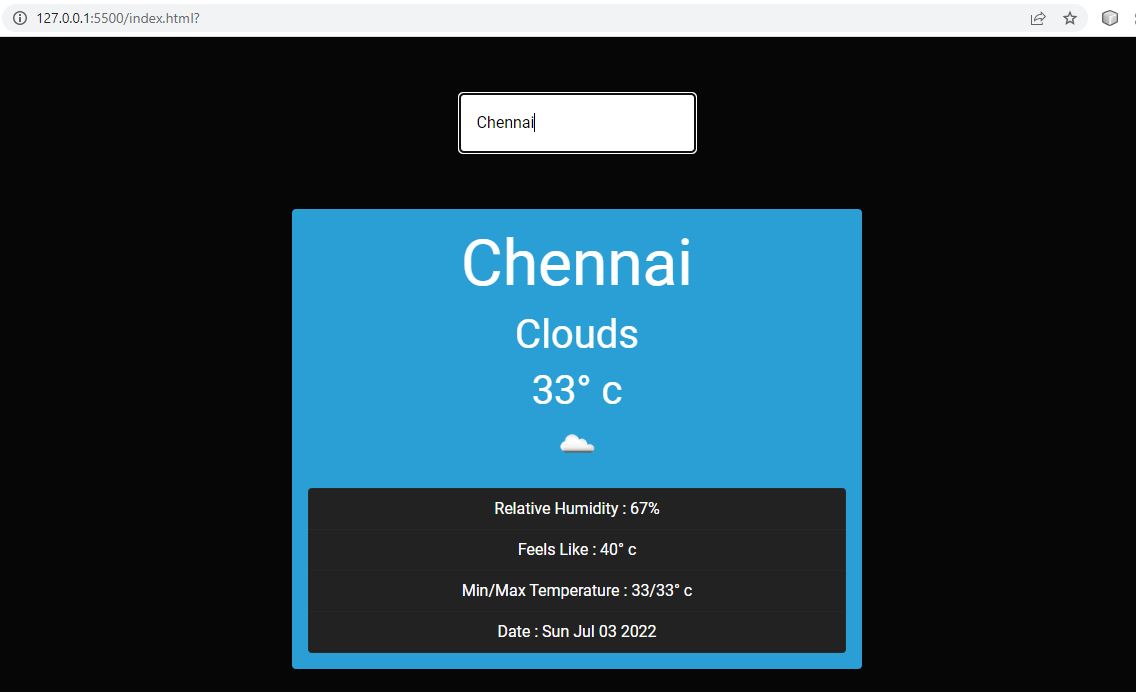 127.0.0.1:5500/index.html?
Chennai
Chennai
Clouds
33° c
Relative Humidity : 67%
Feels Like : 40° c
Min/Max Temperature : 33/33° c
Date : Sun Jul 03 2022